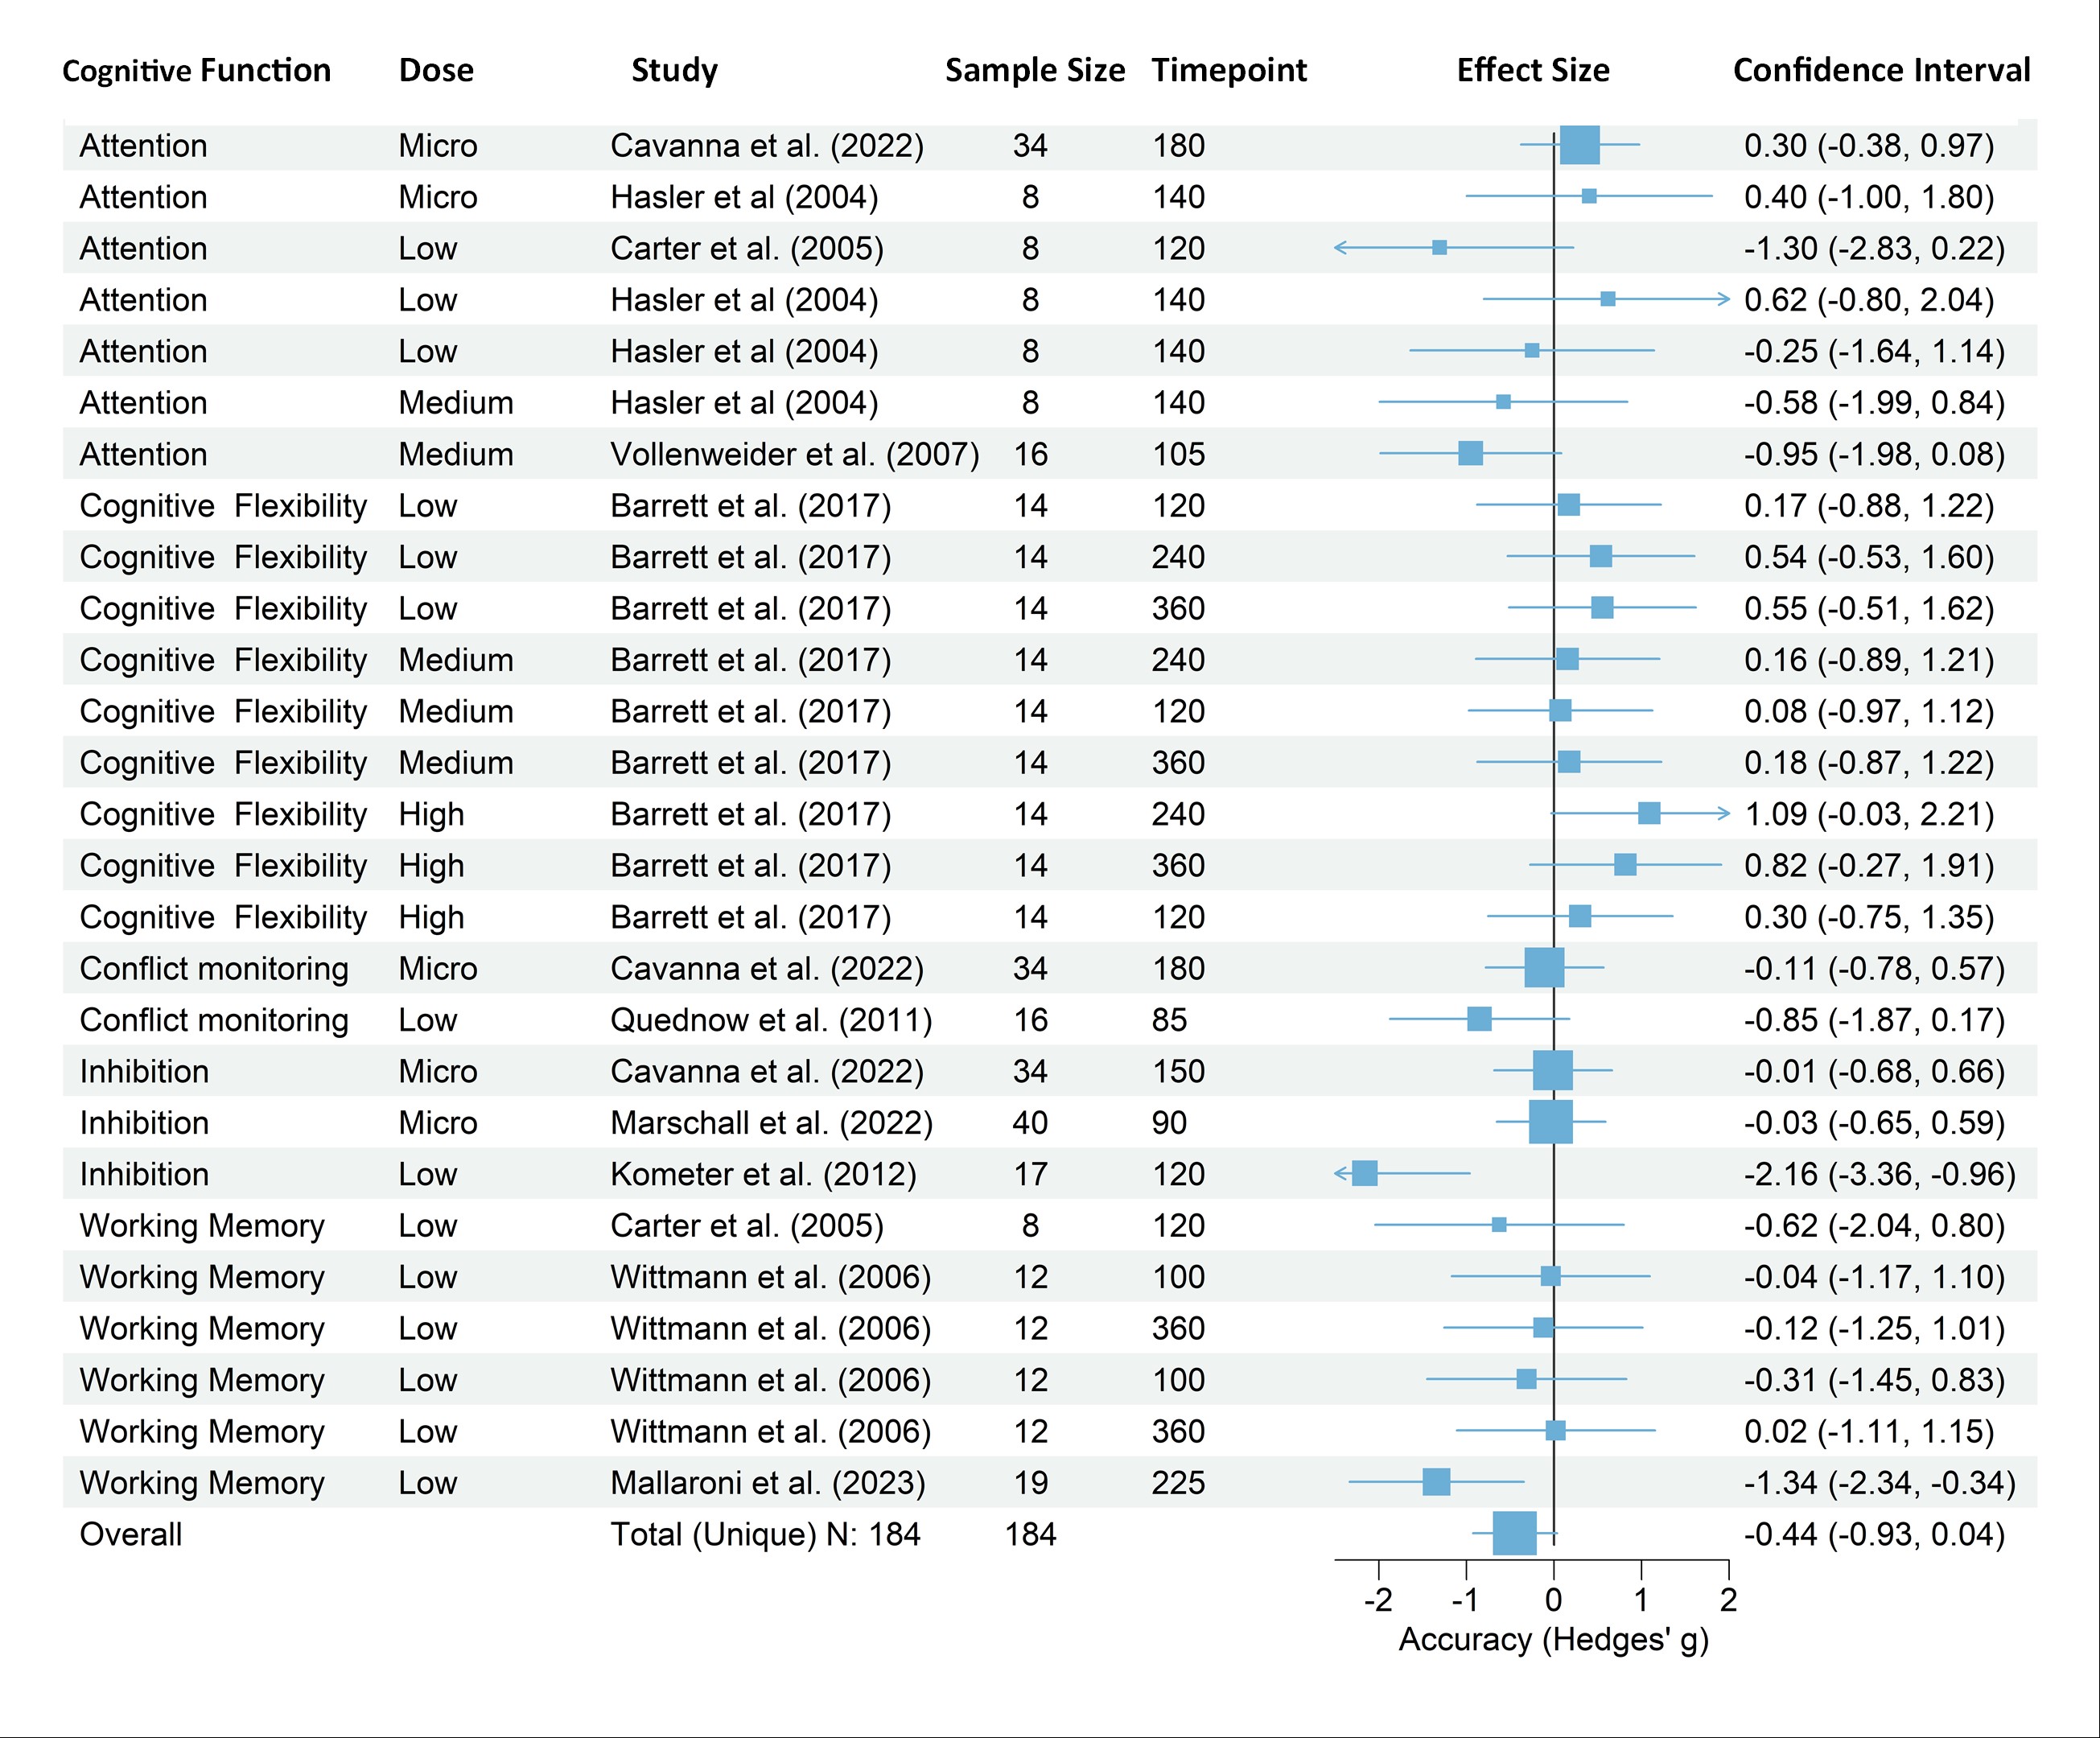 Cognitive Function Dose Study Sample Size Timepoint Effect Size Confidence Interval
Attention Micro Cavanna et al. (2022) 34 180 0.30 (-0.38, 0.97)
Attention Micro Hasler et al (2004) 8 140 0.40 (-1.00, 1.80)
Attention Low Carter et al. (2005) 8 120 -1.30 (-2.83, 0.22)
Attention Low Hasler et al (2004) 8 140 0.62 (-0.80, 2.04)
Attention Low Hasler et al (2004) 8 140 -0.25 (-1.64, 1.14)
Attention Medium Hasler et al (2004) 8 140 -0.58 (-1.99, 0.84)
Attention Medium Vollenweider et al. (2007) 16 105 -0.95 (-1.98, 0.08)
Cognitive Flexibility Low Barrett et al. (2017) 14 120 0.17 (-0.88, 1.22)
Cognitive Flexibility Low Barrett et al. (2017) 14 240 0.54 (-0.53, 1.60)
Cognitive Flexibility Low Barrett et al. (2017) 14 360 0.55 (-0.51, 1.62)
Cognitive Flexibility Medium Barrett et al. (2017) 14 240 0.16 (-0.89, 1.21)
Cognitive Flexibility Medium Barrett et al. (2017) 14 120 0.08 (-0.97, 1.12)
Cognitive Flexibility Medium Barrett et al. (2017) 14 360 0.18 (-0.87, 1.22)
Cognitive Flexibility High Barrett et al. (2017) 14 240 1.09 (-0.03, 2.21)
Cognitive Flexibility High Barrett et al. (2017) 14 360 0.82 (-0.27, 1.91)
Cognitive Flexibility High Barrett et al. (2017) 14 120 0.30 (-0.75, 1.35)
Conflict monitoring Micro Cavanna et al. (2022) 34 180 -0.11 (-0.78, 0.57)
Conflict monitoring Low Quednow et al. (2011) 16 85 -0.85 (-1.87, 0.17)
Inhibition Micro Cavanna et al. (2022) 34 150 -0.01 (-0.68, 0.66)
Inhibition Micro Marschall et al. (2022) 40 90 -0.03 (-0.65, 0.59)
Inhibition Low Kometer et al. (2012) 17 120 -2.16 (-3.36, -0.96)
Working Memory Low Carter et al. (2005) 8 120 -0.62 (-2.04, 0.80)
Working Memory Low Wittmann et al. (2006) 12 100 -0.04 (-1.17, 1.10)
Working Memory Low Wittmann et al. (2006) 12 360 -0.12 (-1.25, 1.01)
Working Memory Low Wittmann et al. (2006) 12 100 -0.31 (-1.45, 0.83)
Working Memory Low Wittmann et al. (2006) 12 360 0.02 (-1.11, 1.15)
Working Memory Low Mallaroni et al. (2023) 19 225 -1.34 (-2.34, -0.34)
Overall Total (Unique) N: 184 184 -0.44 (-0.93, 0.04)
-2 -1 0 1 2
Accuracy (Hedges' g)